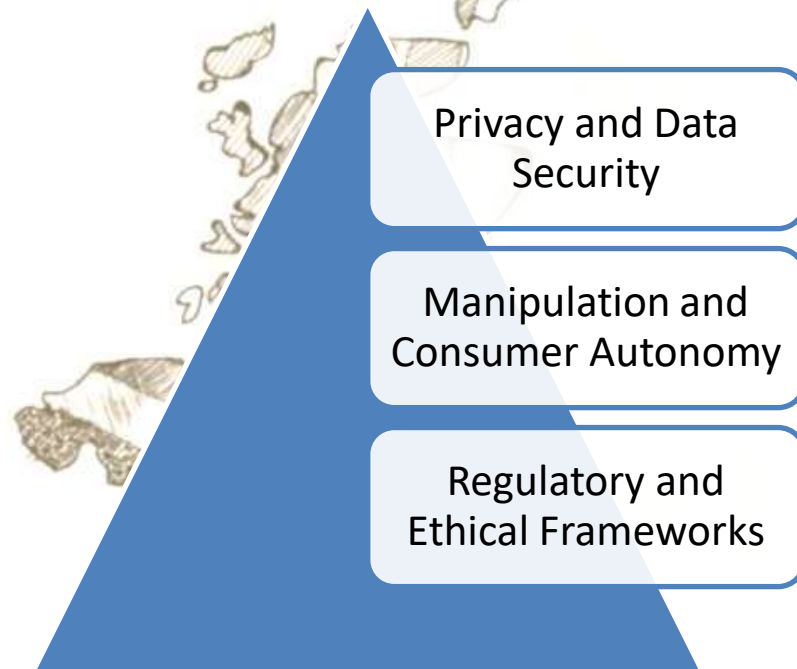 Privacy and Data
Security
Manipulation and
Consumer Autonomy
Regulatory and
Ethical Frameworks